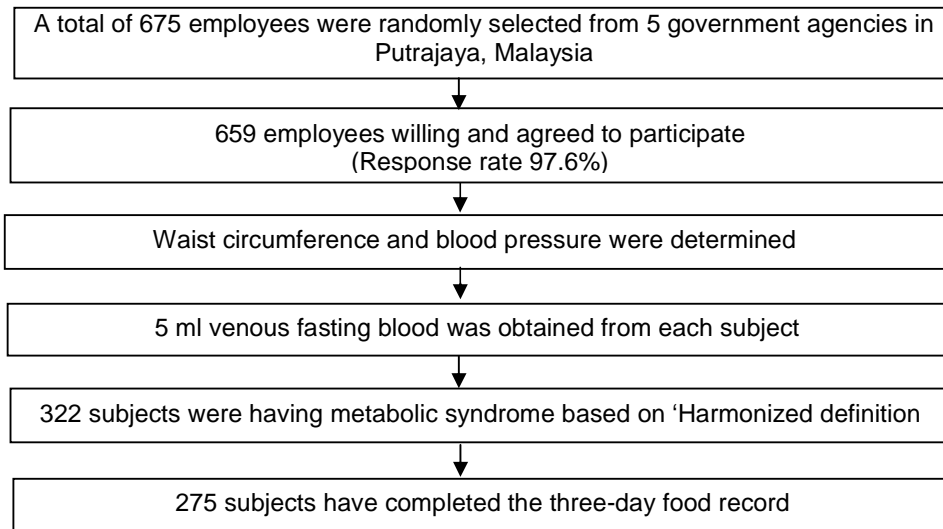 A total of 675 employees were randomly selected from 5 government agencies in
Putrajaya, Malaysia
659 employees willing and agreed to participate
(Response rate 97.6%)
Waist circumference and blood pressure were determined
5 ml venous fasting blood was obtained from each subject
322 subjects were having metabolic syndrome based on ‘Harmonized definition
275 subjects have completed the three-day food record